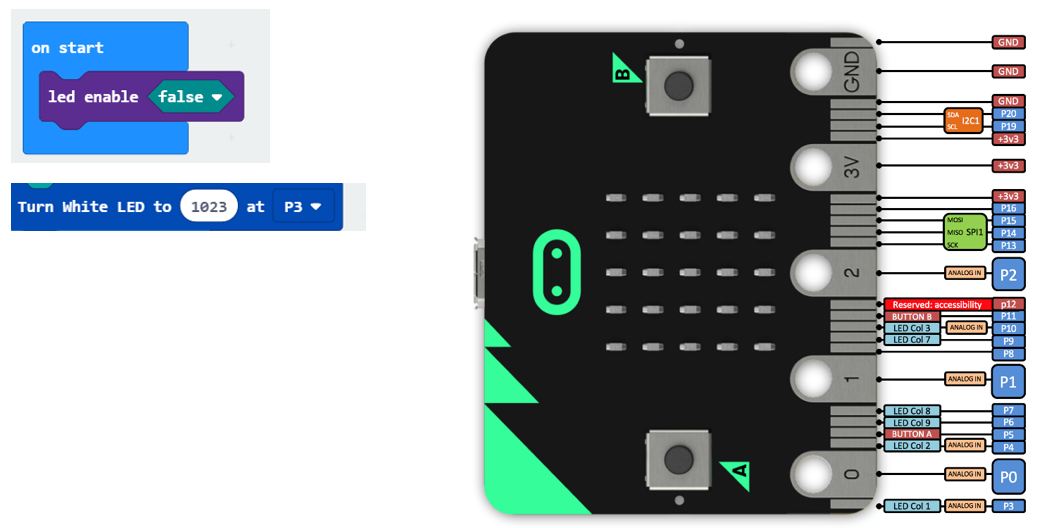 on start
led enable false
Turn White LED to 1023 at P3
B
A
GND
3V
2
1
0
GND
GND
GND
SDA I2C1 P20
SCL P19
+3v3
+3v3
+3v3
P16
MOSI P15
MISO SPI1 P14
SCK P13
ANALOG IN P2
Reserved: accessibility p12
BUTTON B P11
LED Col 3 ANALOG IN P10
LED Col 7 P9
P8
ANALOG IN P1
LED Col 8 P7
LED Col 9 P6
BUTTON A P5
LED Col 2 ANALOG IN P4
ANALOG IN P0
LED Col 1 ANALOG IN P3